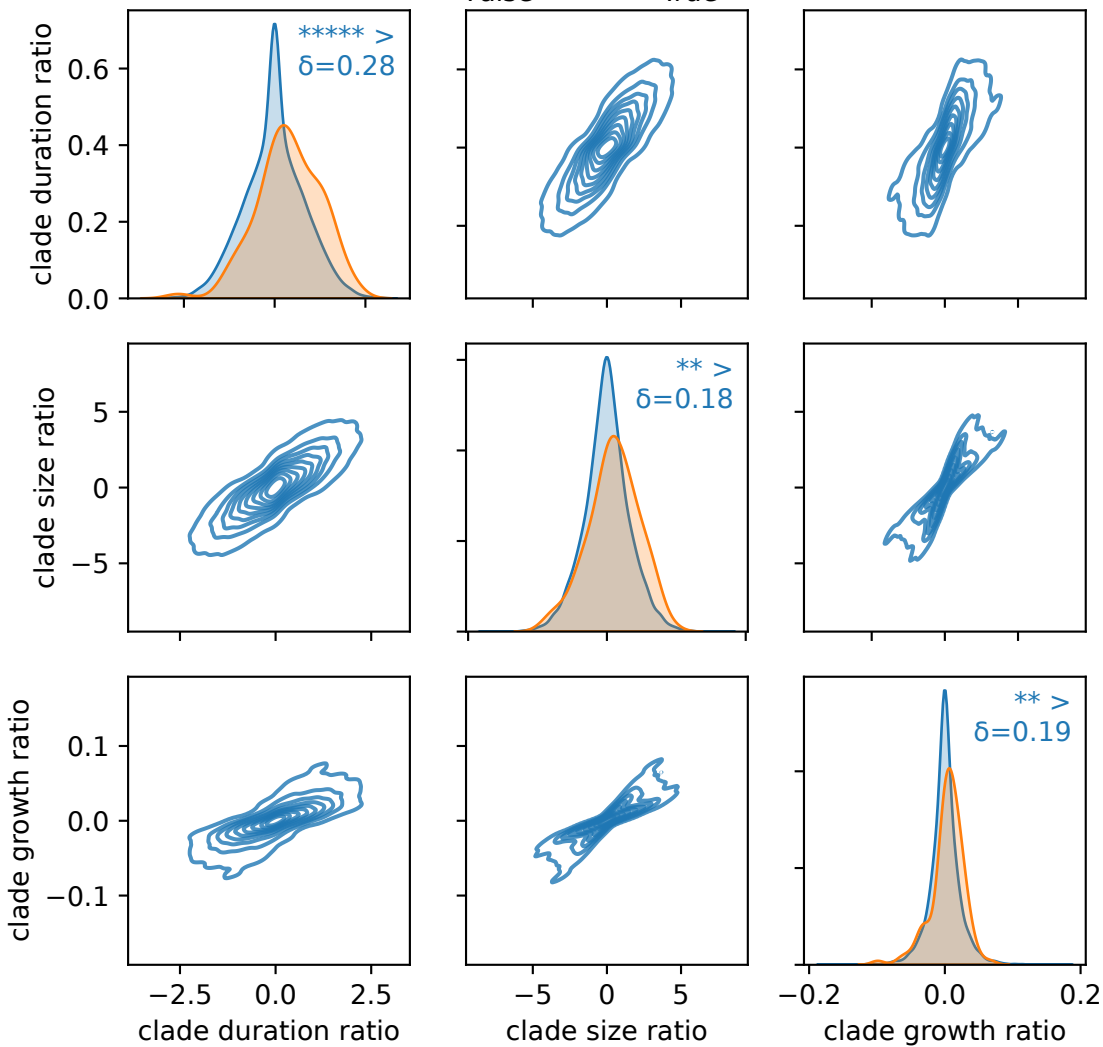 clade duration ratio
0.6
0.4
0.2
0.0
***** >
δ=0.28
clade size ratio
5
0
−5
** >
δ=0.18
clade growth ratio
0.1
0.0
−0.1
** >
δ=0.19
−2.5 0.0 2.5
−5 0 5
−0.2 0.0 0.2
clade duration ratio
clade size ratio
clade growth ratio